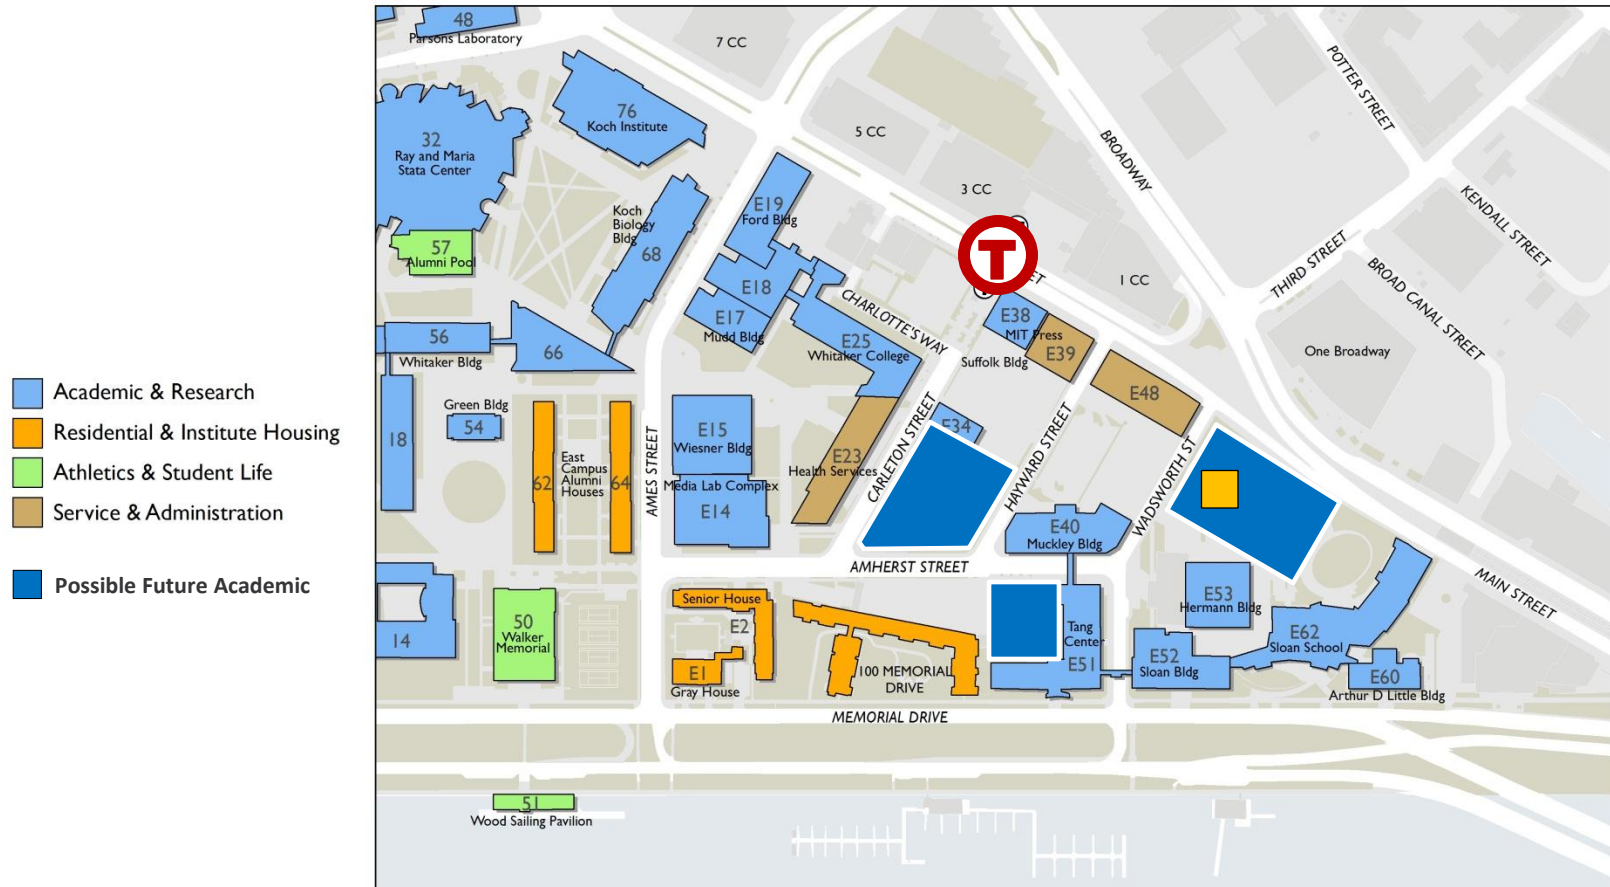 48
Parsons Laboratory
7 CC
76
Koch Institute
32
Ray and Maria
Stata Center
5 CC
POTTER STREET
BROADWAY
3 CC
KENDALL STREET
E19
Ford Bldg
Koch
Biology
Bldg
68
57
Alumni Pool
T
ET
THIRD STREET
BROAD CANAL STREET
1 CC
E18
CHARLOTTE'S WAY
E17
Mudd Bldg
E38
MIT Press
E39
Suffolk Bldg
E25
Whitaker College
56
Whitaker Bldg
66
One Broadway
E48
Academic & Research
Residential & Institute Housing
Athletics & Student Life
Service & Administration
Possible Future Academic
18
Green Bldg
54
62
East
Campus
Alumni
Houses
64
AMES STREET
E15
Wiesner Bldg
Media Lab Complex
E14
E23
Health Services
CARLETON STREET
E34
HAYWARD STREET
WADSWORTH ST
E40
Muckley Bldg
AMHERST STREET
MAIN STREET
E53
Hermann Bldg
14
50
Walker
Memorial
Senior House
E2
E1
Gray House
100 MEMORIAL
DRIVE
Tang
Center
E51
E52
Sloan Bldg
E62
Sloan School
E60
Arthur D Little Bldg
MEMORIAL DRIVE
51
Wood Sailing Pavilion